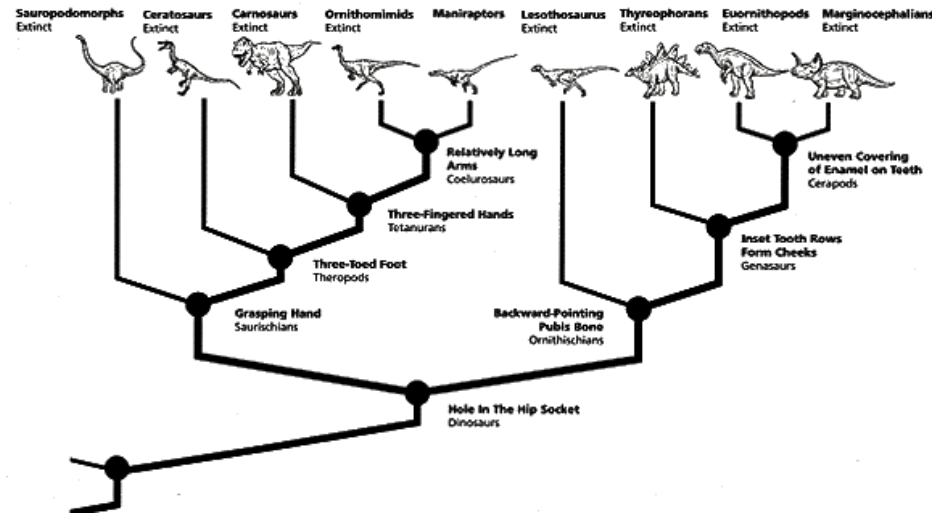 Sauropodomorphs
Extinct
Ceratosaurs
Extinct
Carnosaurs
Extinct
Ornithomimids
Extinct
Maniraptors
Lesothosaurus
Extinct
Thyreophorans
Extinct
Euornithopods
Extinct
Marginocephalians
Extinct
Relatively Long
Arms
Coelurosaurs
Uneven Covering
of Enamel on Teeth
Cerapods
Three-Fingered Hands
Tetanurans
Inset Tooth Rows
Form Cheeks
Genasaurs
Three-Toed Foot
Theropods
Grasping Hand
Saurischians
Backward-Pointing
Pubis Bone
Ornithischians
Hole In The Hip Socket
Dinosaurs